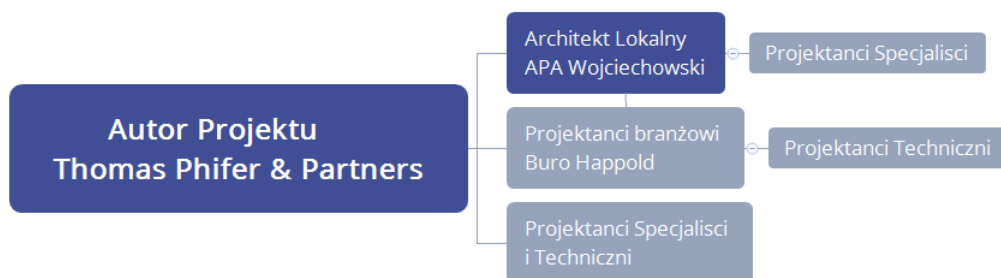 Autor Projektu
Thomas Phifer & Partners
Architekt Lokalny
APA Wojciechowski
Projektanci Specjalisci
Projektanci branżowi
Buro Happold
Projektanci Techniczni
Projektanci Specjalisci
i Techniczni